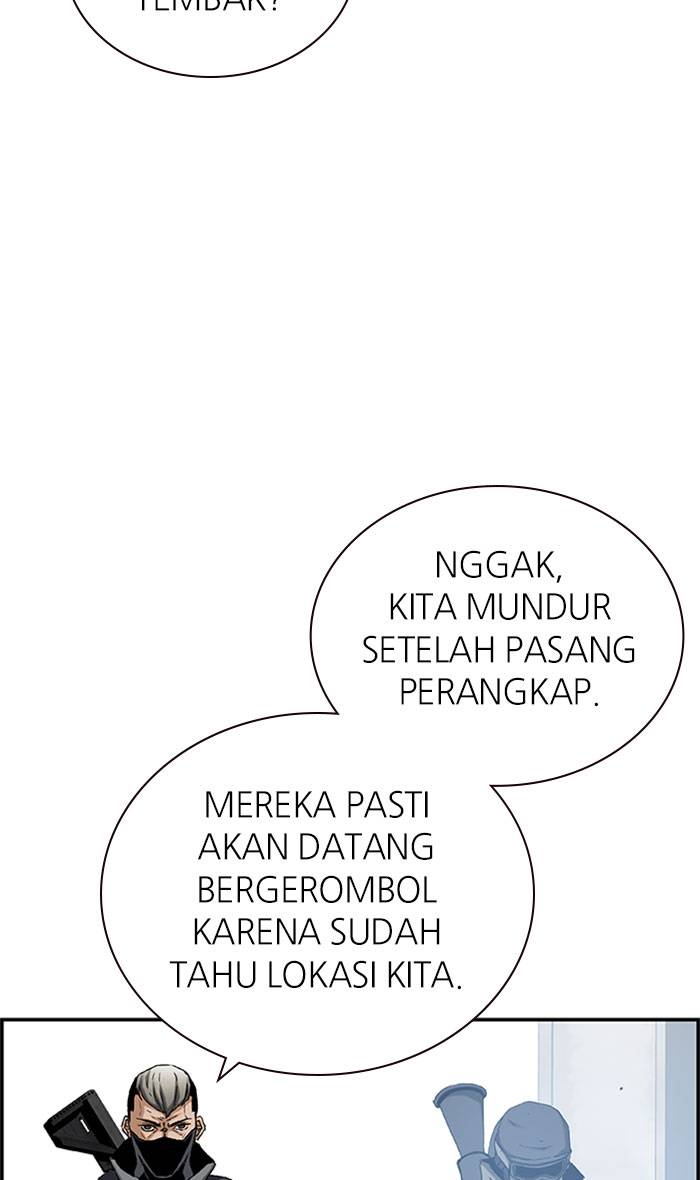 TEMBAK?
NGGAK,
KITA MUNDUR
SETELAH PASANG
PERANGKAP.
MEREKA PASTI
AKAN DATANG
BERGEROMBOL
KARENA SUDAH
TAHU LOKASI KITA.